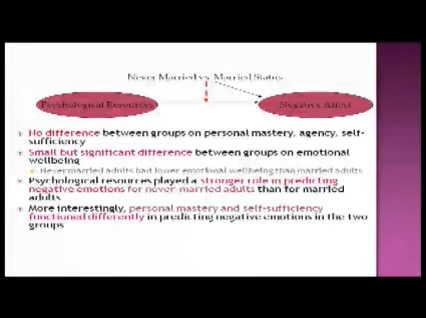 Never Married vs. Married Status
Psychological Resources
Negative Affect
No difference between groups on personal mastery, agency, self-
sufficiency
Small but significant difference between groups on emotional
wellbeing
Never married adults had lower emotional wellbeing than married adults
Psychological resources played a stronger role in predicting
negative emotions for never married adults than for married
adults
More interestingly, personal mastery and self-sufficiency
functioned differently in predicting negative emotions in the two
groups